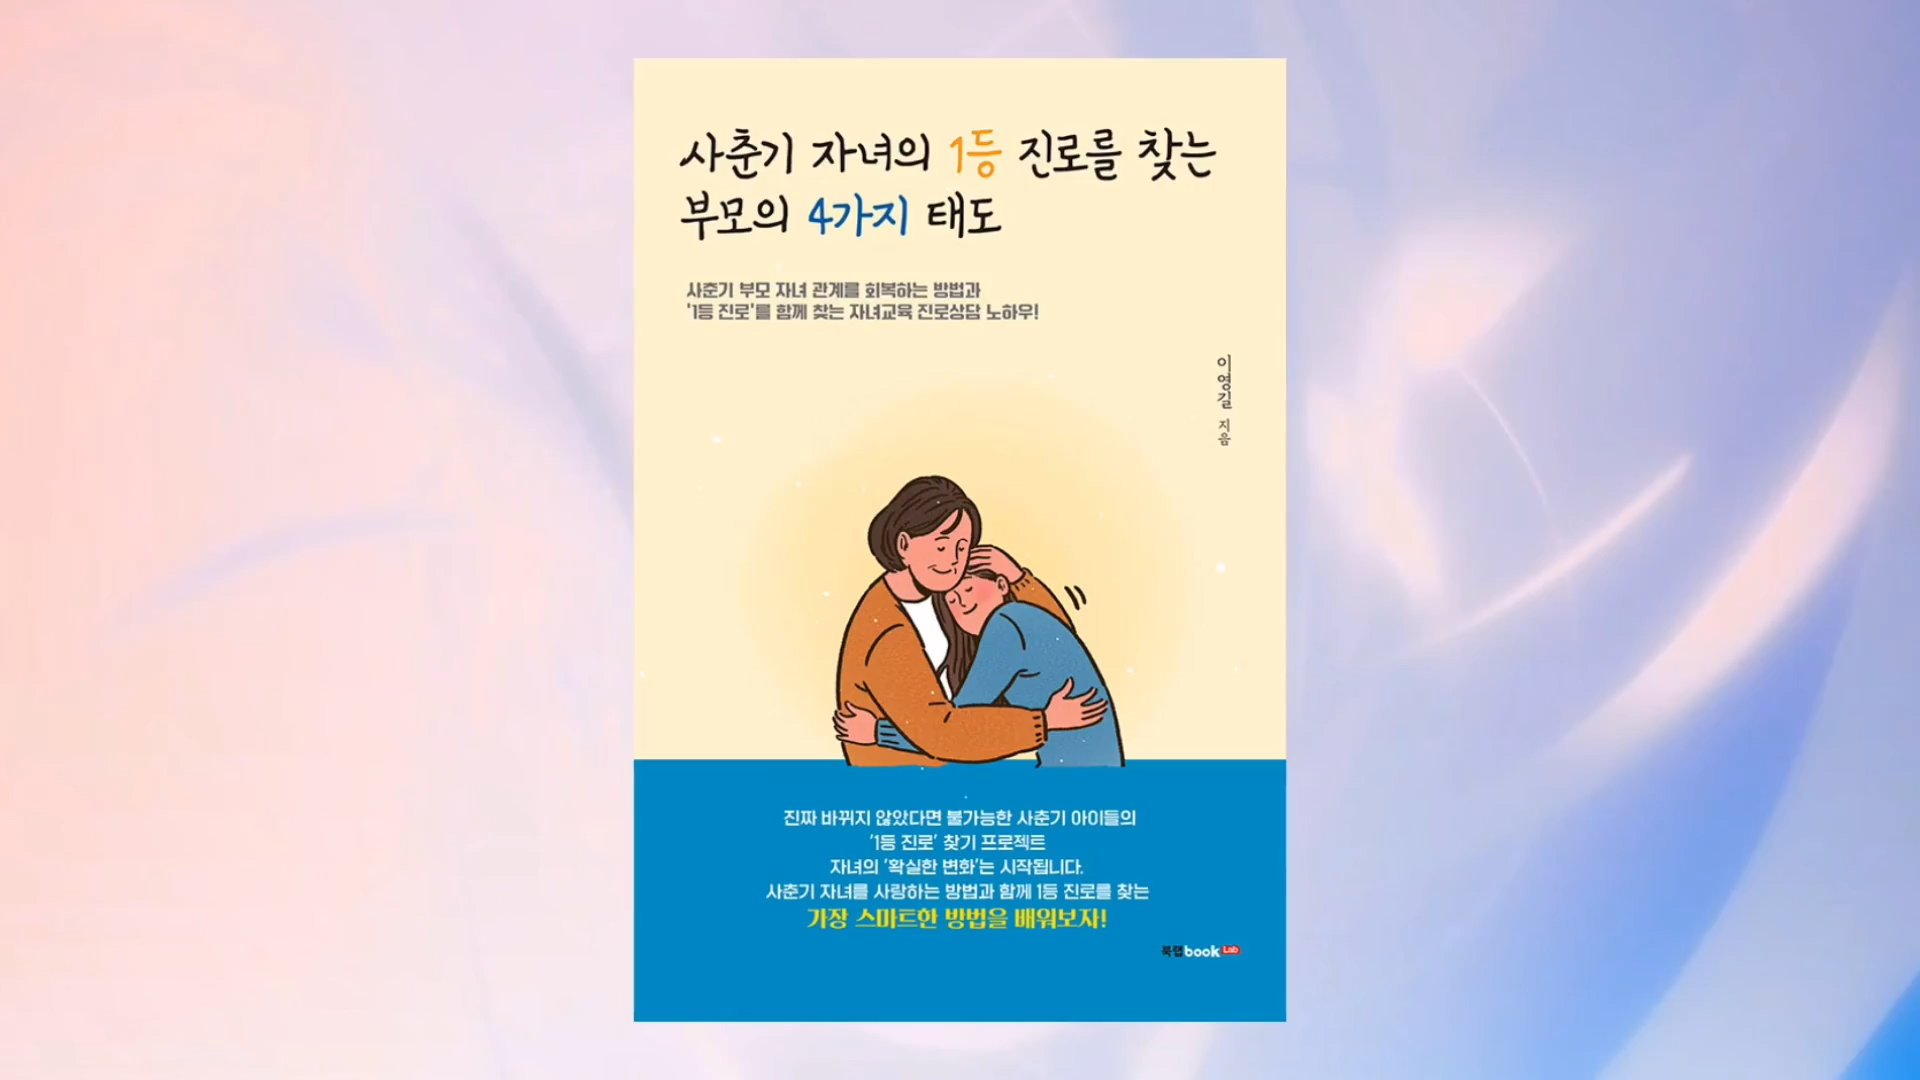 사춘기 자녀의 1등 진로를 찾는
부모의 4가지 태도
사춘기 부모 자녀 관계를 회복하는 방법과
'1등 진로'를 함께 찾는 자녀교육 진로상담 노하우!
이영길 지음
진짜 바뀌지 않았다면 불가능한 사춘기 아이들의
'1등 진로' 찾기 프로젝트
자녀의 '확실한 변화'는 시작됩니다.
사춘기 자녀를 사랑하는 방법과 함께 1등 진로를 찾는
가장 스마트한 방법을 배워보자!
북랩book Lab